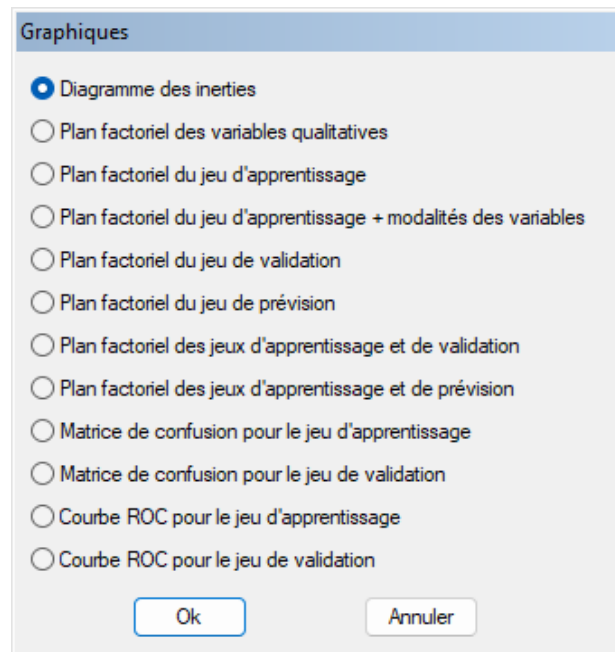 Graphiques
Diagramme des inerties
Plan factoriel des variables qualitatives
Plan factoriel du jeu d'apprentissage
Plan factoriel du jeu d'apprentissage + modalités des variables
Plan factoriel du jeu de validation
Plan factoriel du jeu de prévision
Plan factoriel des jeux d'apprentissage et de validation
Plan factoriel des jeux d'apprentissage et de prévision
Matrice de confusion pour le jeu d'apprentissage
Matrice de confusion pour le jeu de validation
Courbe ROC pour le jeu d'apprentissage
Courbe ROC pour le jeu de validation
Ok Annuler